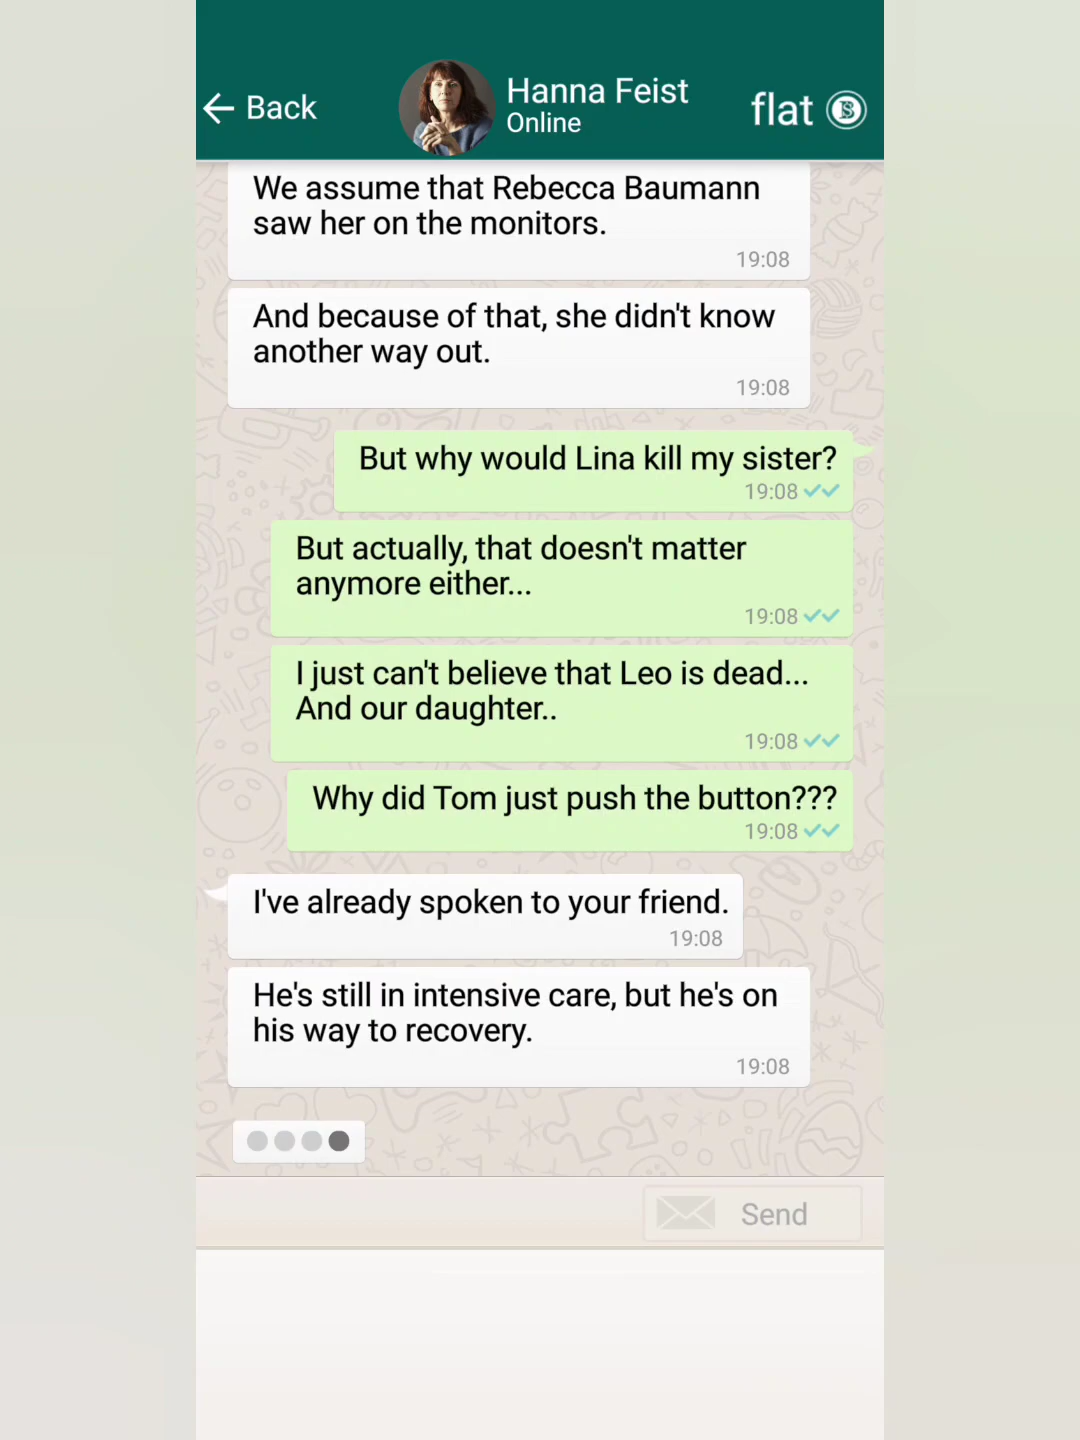 Back
Hanna Feist
Online
flat
We assume that Rebecca Baumann
saw her on the monitors.
19:08
And because of that, she didn't know
another way out.
19:08
But why would Lina kill my sister?
19:08
But actually, that doesn't matter
anymore either...
19:08
I just can't believe that Leo is dead...
And our daughter..
19:08
Why did Tom just push the button???
19:08
I've already spoken to your friend.
19:08
He's still in intensive care, but he's on
his way to recovery.
19:08
Send